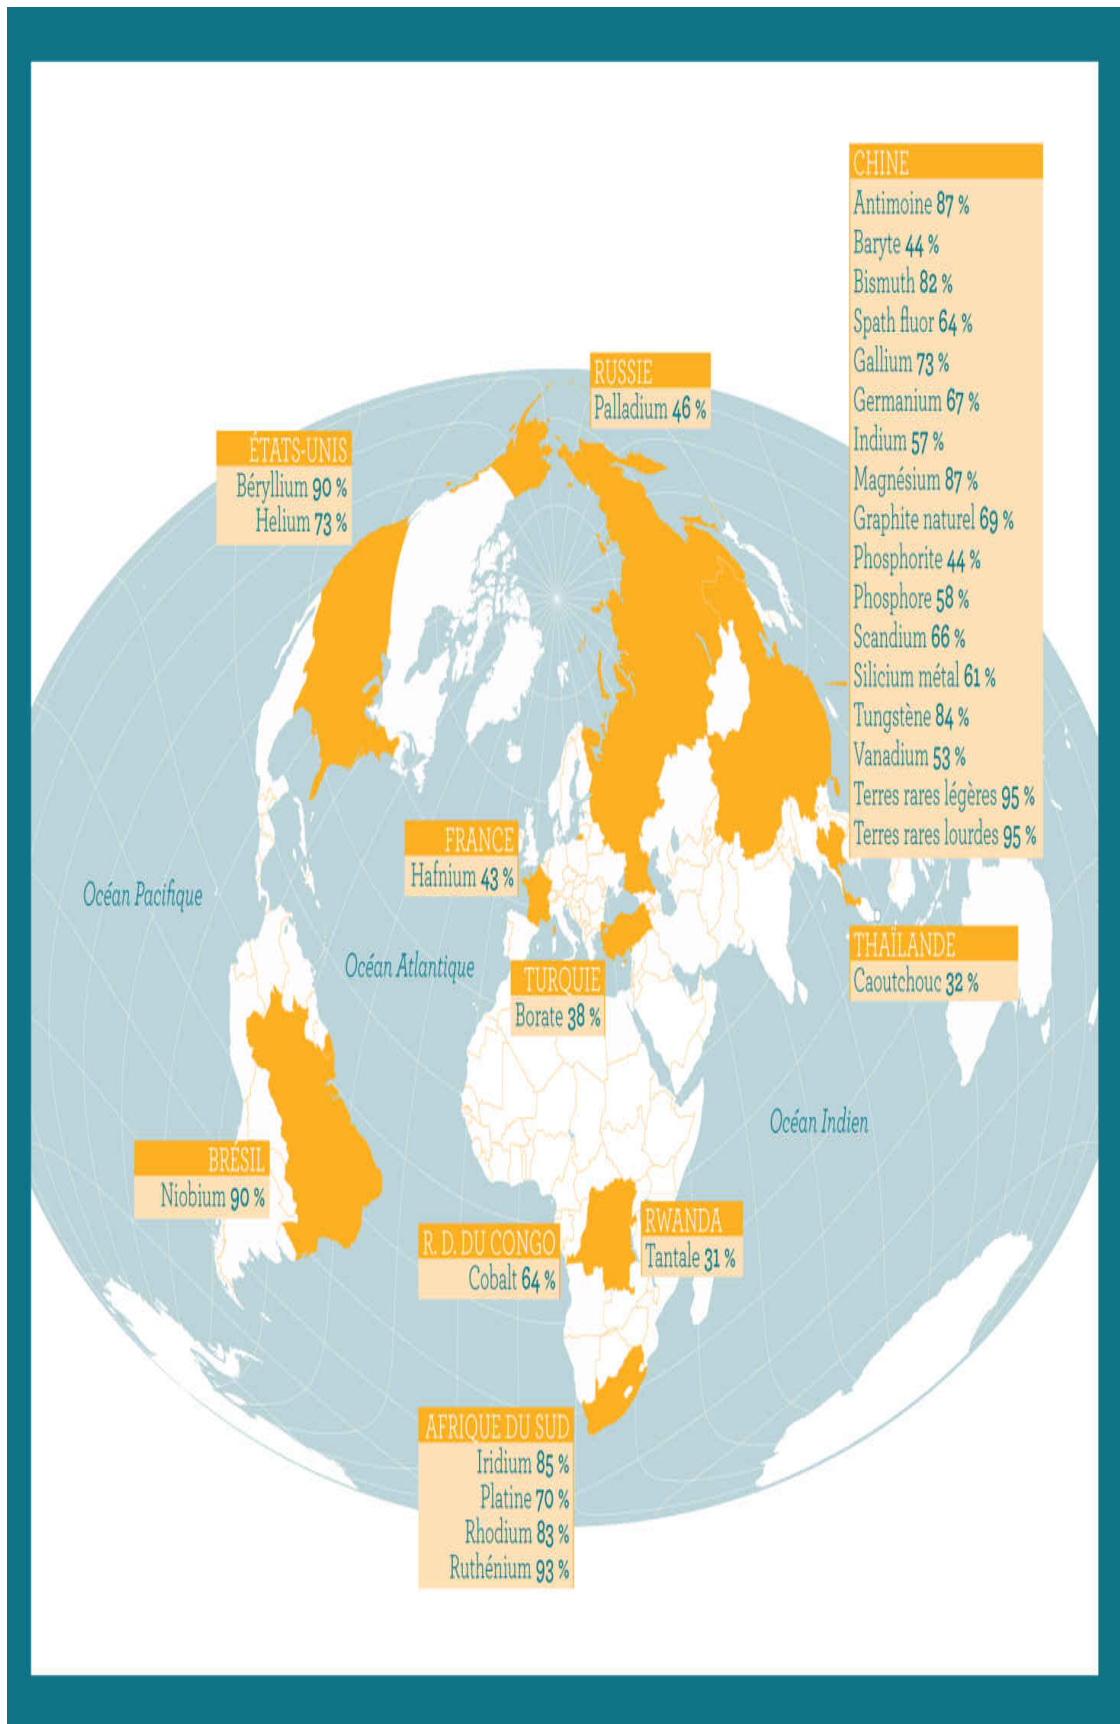 CHINE
Antimoine 87 %
Baryte 44 %
Bismuth 82 %
Spath fluor 64 %
Gallium 73 %
Germanium 67 %
Indium 57 %
Magnésium 87 %
Graphite naturel 69 %
Phosphorite 44 %
Phosphore 58 %
Scandium 66 %
Silicium métal 61 %
Tungstène 84 %
Vanadium 53 %
Terres rares légères 95 %
Terres rares lourdes 95 %
RUSSIE
Palladium 46 %
ÉTATS-UNIS
Béryllium 90 %
Helium 73 %
FRANCE
Hafnium 43 %
Océan Pacifique
Océan Atlantique
TURQUIE
Borate 38 %
THAÏLANDE
Caoutchouc 32 %
Océan Indien
BRÉSIL
Niobium 90 %
R. D. DU CONGO
Cobalt 64 %
RWANDA
Tantale 31 %
AFRIQUE DU SUD
Iridium 85 %
Platine 70 %
Rhodium 83 %
Ruthénium 93 %